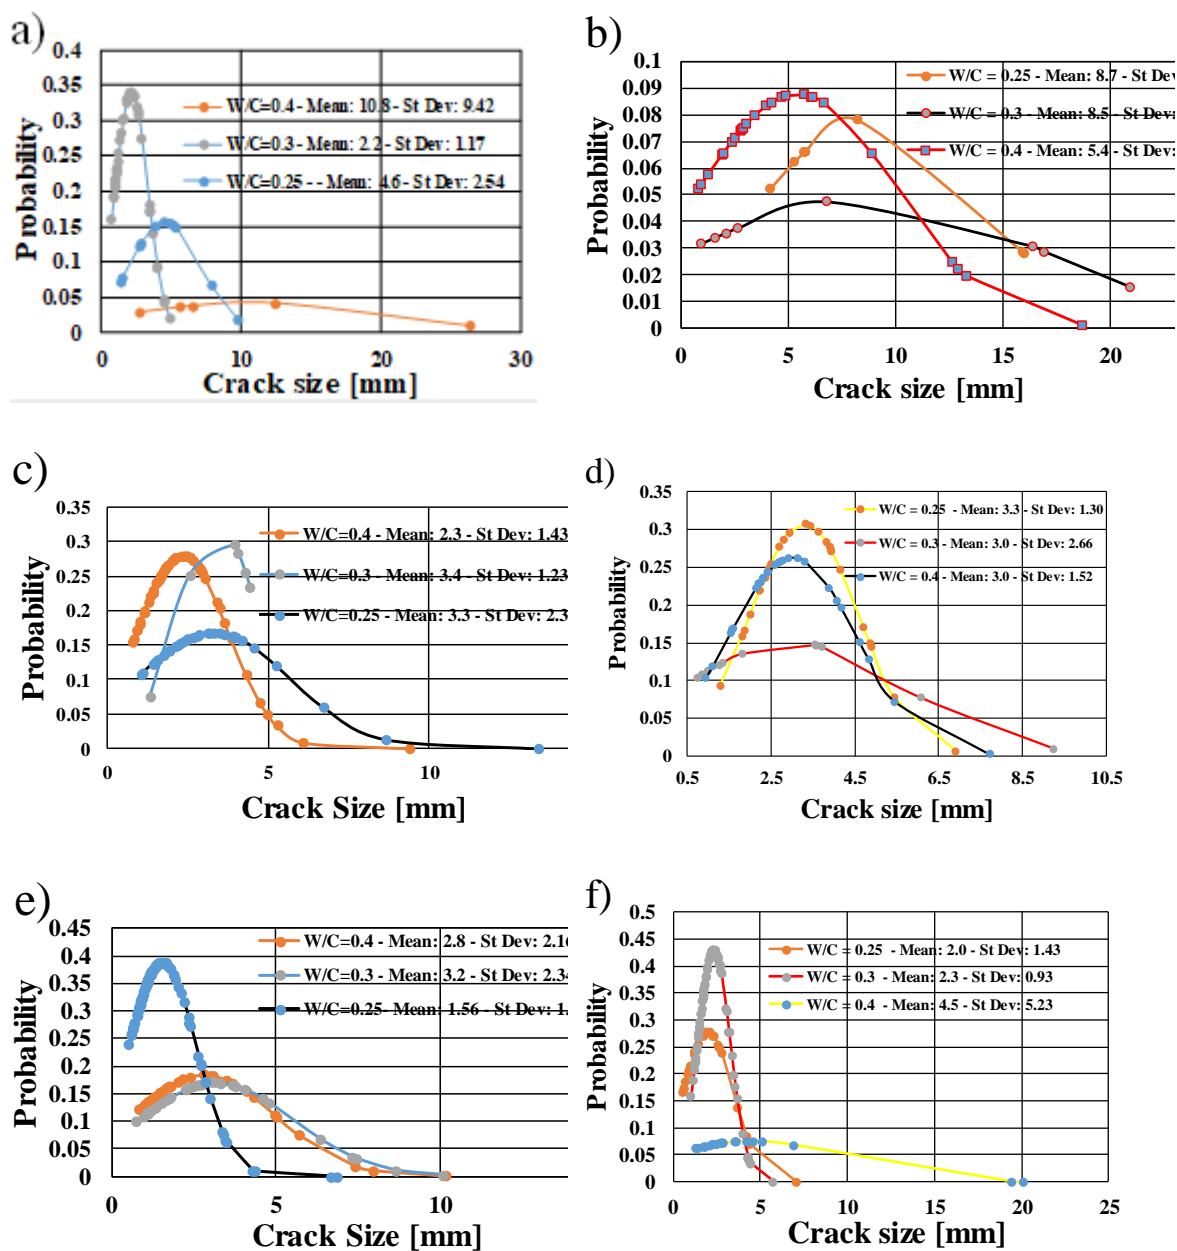 a)
0.4
0.35
0.3
0.25
0.2
0.15
0.1
0.05
0
Probability
W/C=0.4 - Mean: 10.8 - St Dev: 9.42
W/C=0.3 - Mean: 2.2 - St Dev: 1.17
W/C=0.25 - - Mean: 4.6 - St Dev: 2.54
0 10 20 30
Crack size [mm]
b)
0.1
0.09
0.08
0.07
0.06
0.05
0.04
0.03
0.02
0.01
0
Probability
W/C = 0.25 - Mean: 8.7 - St Dev
W/C = 0.3 - Mean: 8.5 - St Dev:
W/C = 0.4 - Mean: 5.4 - St Dev:
0 5 10 15 20
Crack size [mm]
c)
0.35
0.3
0.25
0.2
0.15
0.1
0.05
0
Probability
W/C=0.4 - Mean: 2.3 - St Dev: 1.43
W/C=0.3 - Mean: 3.4 - St Dev: 1.23
W/C=0.25 - Mean: 3.3 - St Dev: 2.3
0 5 10
Crack Size [mm]
d)
0.35
0.3
0.25
0.2
0.15
0.1
0.05
0
Probability
W/C = 0.25 - Mean: 3.3 - St Dev: 1.30
W/C = 0.3 - Mean: 3.0 - St Dev: 2.66
W/C = 0.4 - Mean: 3.0 - St Dev: 1.52
0.5 2.5 4.5 6.5 8.5 10.5
Crack size [mm]
e)
0.45
0.4
0.35
0.3
0.25
0.2
0.15
0.1
0.05
0
Probability
W/C=0.4 - Mean: 2.8 - St Dev: 2.16
W/C=0.3 - Mean: 3.2 - St Dev: 2.34
W/C=0.25- Mean: 1.56 - St Dev: 1.
0 5 10
Crack Size [mm]
f)
0.5
0.45
0.4
0.35
0.3
0.25
0.2
0.15
0.1
0.05
0
Probability
W/C = 0.25 - Mean: 2.0 - St Dev: 1.43
W/C = 0.3 - Mean: 2.3 - St Dev: 0.93
W/C = 0.4 - Mean: 4.5 - St Dev: 5.23
0 5 10 15 20 25
Crack size [mm]